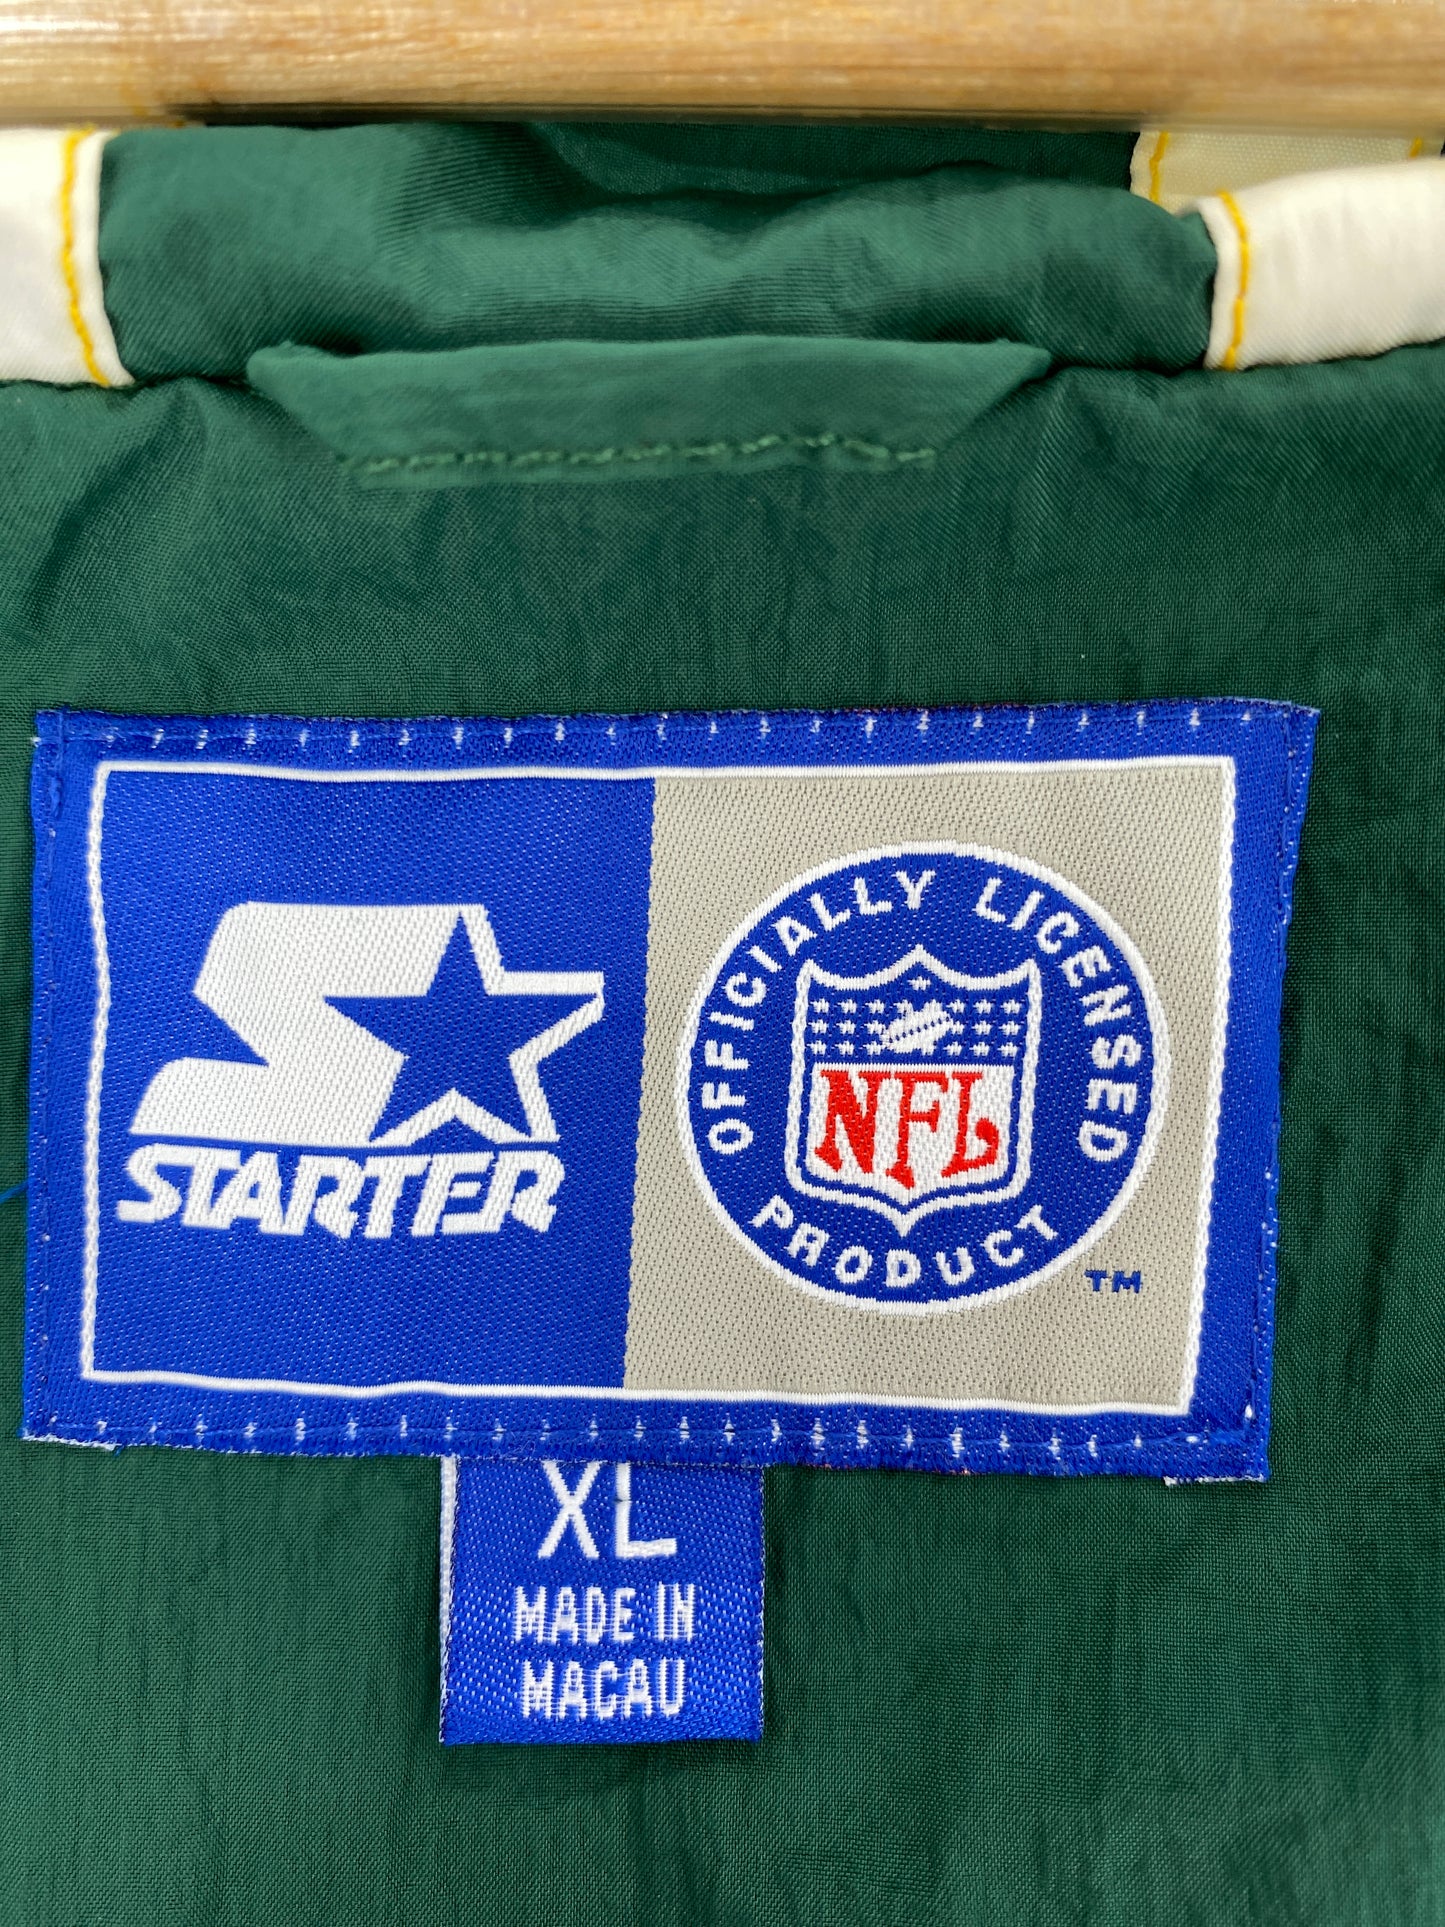 STARTER
OFFICIALLY LICENSED
NFL
PRODUCT
TM
XL
MADE IN
MACAU